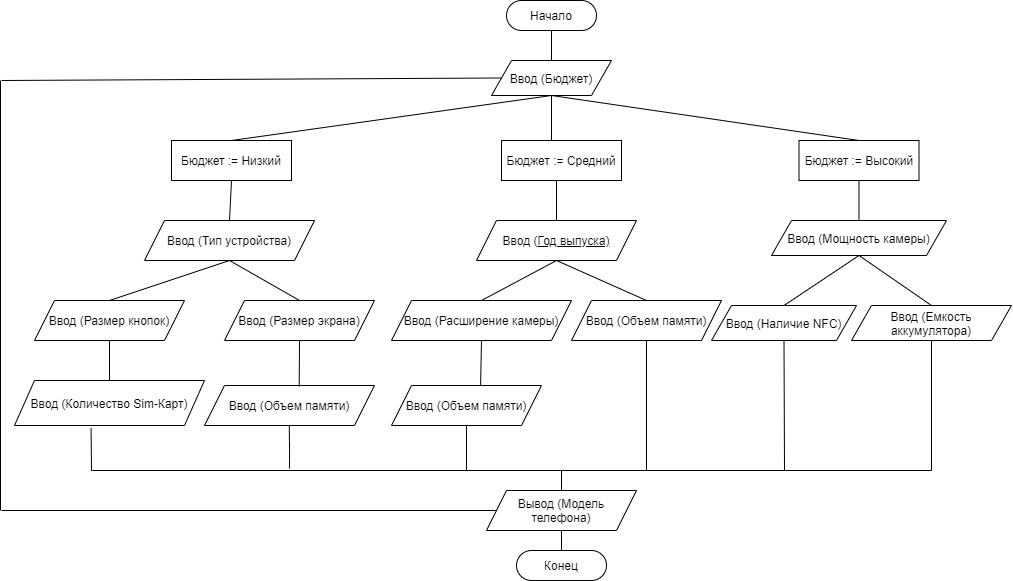 Начало
Ввод (Бюджет)
Бюджет := Низкий
Бюджет := Средний
Бюджет := Высокий
Ввод (Тип устройства)
Ввод (Год выпуска)
Ввод (Мощность камеры)
Ввод (Размер кнопок)
Ввод (Размер экрана)
Ввод (Расширение камеры)
Ввод (Объем памяти)
Ввод (Наличие NFC)
Ввод (Емкость
аккумулятора)
Ввод (Количество Sim-Карт)
Ввод (Объем памяти)
Ввод (Объем памяти)
Вывод (Модель
телефона)
Конец